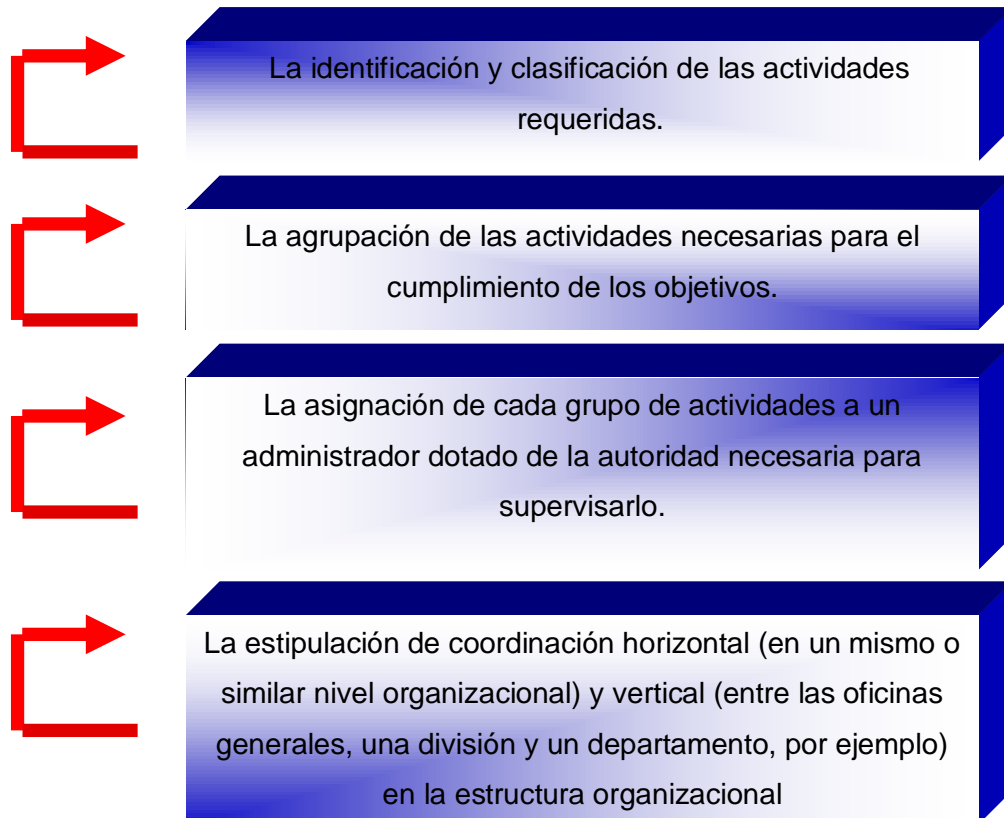 La identificación y clasificación de las actividades
requeridas.
La agrupación de las actividades necesarias para el
cumplimiento de los objetivos.
La asignación de cada grupo de actividades a un
administrador dotado de la autoridad necesaria para
supervisarlo.
La estipulación de coordinación horizontal (en un mismo o
similar nivel organizacional) y vertical (entre las oficinas
generales, una división y un departamento, por ejemplo)
en la estructura organizacional